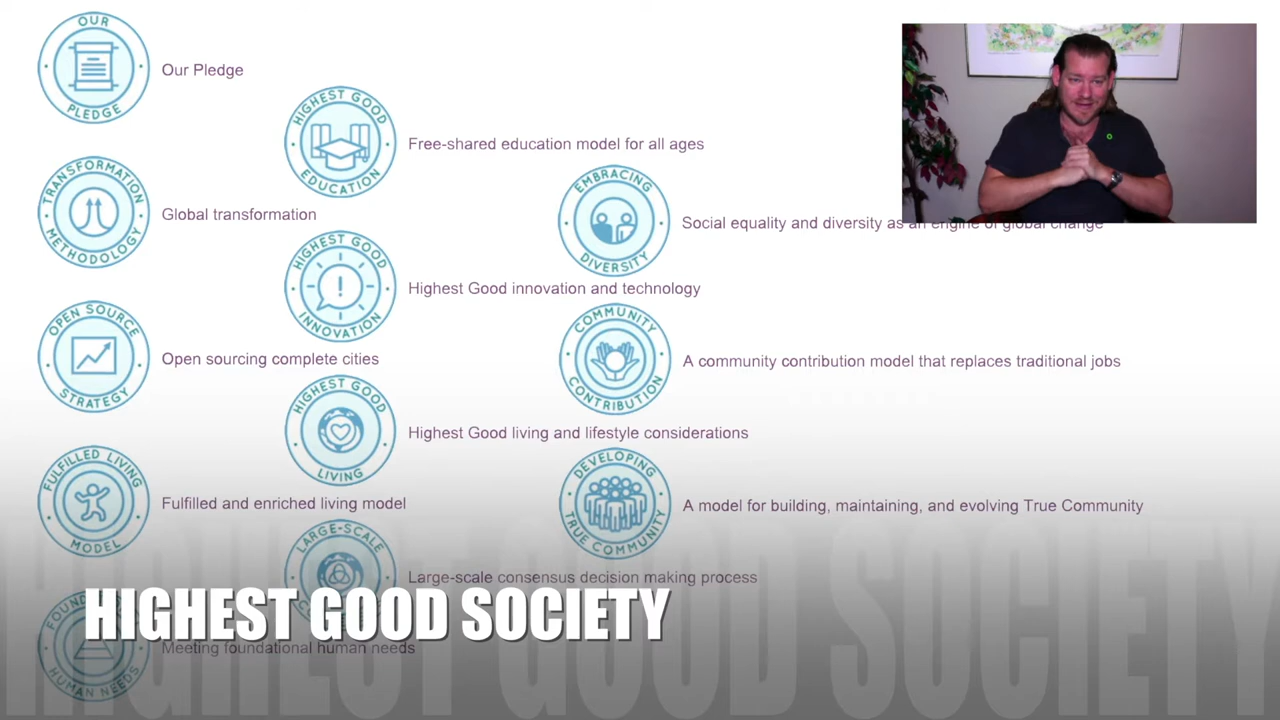 OUR
PLEDGE
Our Pledge
HIGHEST GOOD
EDUCATION
Free-shared education model for all ages
TRANSFORMATION
METHODOLOGY
Global transformation
EMBRACING
DIVERSITY
Social equality and diversity as an engine of global change
HIGHEST GOOD
INNOVATION
Highest Good innovation and technology
OPEN SOURCE
STRATEGY
Open sourcing complete cities
COMMUNITY
CONTRIBUTION
A community contribution model that replaces traditional jobs
HIGHEST GOOD
LIVING
Highest Good living and lifestyle considerations
FULFILLED LIVING
MODEL
Fulfilled and enriched living model
DEVELOPING
TRUE COMMUNITY
A model for building, maintaining, and evolving True Community
LARGE-SCALE
Large-scale consensus decision making process
HUMAN NEEDS
Meeting foundational human needs
HIGHEST GOOD SOCIETY
HIGHEST GOOD SOCIETY